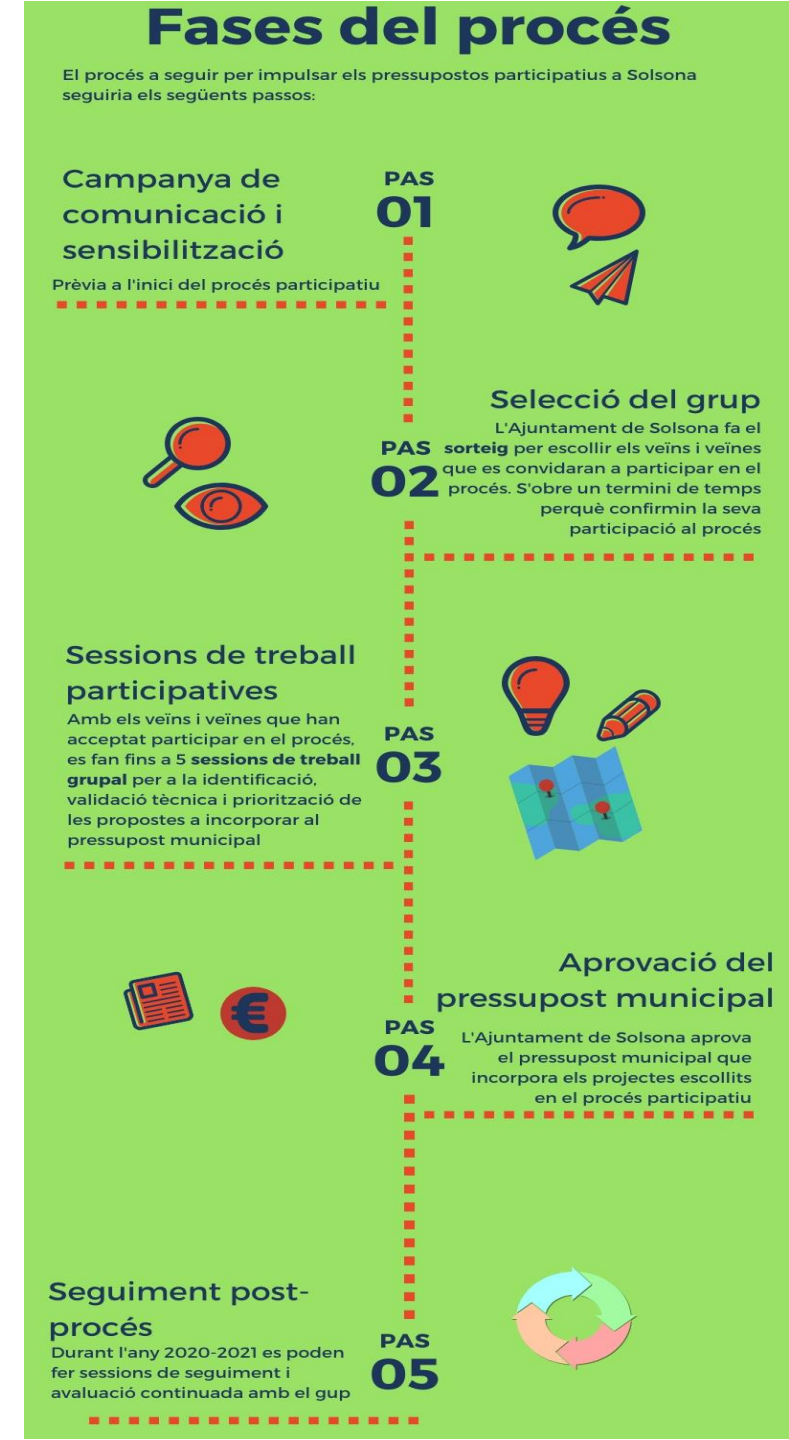 Fases del procés
El procés a seguir per impulsar els pressupostos participatius a Solsona
seguiria els següents passos:
PAS
01
Campanya de
comunicació i
sensibilització
Prèvia a l'inici del procés participatiu
PAS
02
Selecció del grup
L'Ajuntament de Solsona fa el
sorteig per escollir els veïns i veïnes
que es convidaran a participar en el
procés. S'obre un termini de temps
perquè confirmin la seva
participació al procés
PAS
03
Sessions de treball
participatives
Amb els veïns i veïnes que han
acceptat participar en el procés,
es fan fins a 5 sessions de treball
grupal per a la identificació,
validació tècnica i priorització de
les propostes a incorporar al
pressupost municipal
PAS
04
Aprovació del
pressupost municipal
L'Ajuntament de Solsona aprova
el pressupost municipal que
incorpora els projectes escollits
en el procés participatiu
€
PAS
05
Seguiment post-
procés
Durant l'any 2020-2021 es poden
fer sessions de seguiment i
avaluació continuada amb el gup